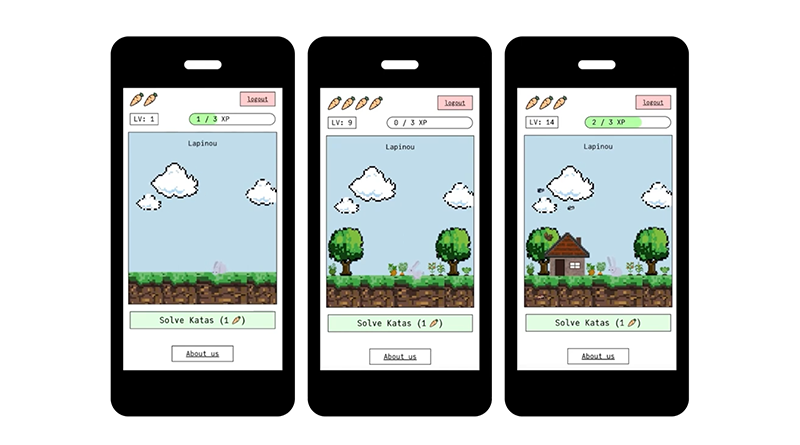 logout
LV: 1
1 / 3 XP
Lapinou
Solve Katas (1 )
About us
logout
LV: 9
0 / 3 XP
Lapinou
Solve Katas (1 )
About us
logout
LV: 14
2 / 3 XP
Lapinou
Solve Katas (1 )
About us